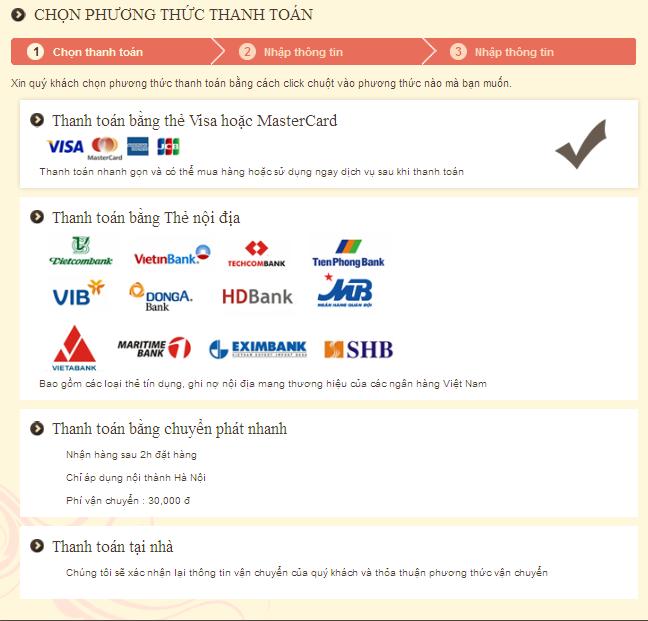 CHỌN PHƯƠNG THỨC THANH TOÁN
1 Chọn thanh toán 2 Nhập thông tin 3 Nhập thông tin
Xin quý khách chọn phương thức thanh toán bằng cách click chuột vào phương thức nào mà bạn muốn.
Thanh toán bằng thẻ Visa hoặc MasterCard
VISA MasterCard JCB
Thanh toán nhanh gọn và có thể mua hàng hoặc sử dụng ngay dịch vụ sau khi thanh toán
Thanh toán bằng Thẻ nội địa
Vietcombank VietinBank TECHCOMBANK TIENPHONGBANK
VIB DONGA Bank HDBank MB NGÂN HÀNG QUÂN ĐỘI
VIETABANK MARITIME BANK EXIMBANK SHB
Bao gồm các loại thẻ tín dụng, ghi nợ nội địa mang thương hiệu của các ngân hàng Việt Nam
Thanh toán bằng chuyển phát nhanh
Nhận hàng sau 2h đặt hàng
Chỉ áp dụng nội thành Hà Nội
Phí vận chuyển : 30,000 đ
Thanh toán tại nhà
Chúng tôi sẽ xác nhận lại thông tin vận chuyển của quý khách và thỏa thuận phương thức vận chuyển